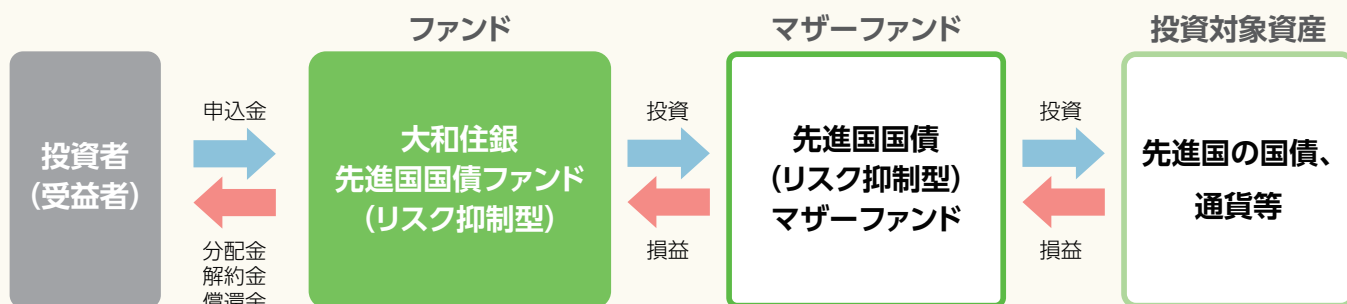 ファンド
マザーファンド
投資対象資産
投資者
（受益者）
申込金
分配金
解約金
償還金
大和住銀
先進国国債ファンド
（リスク抑制型）
投資
損益
先進国国債
（リスク抑制型）
マザーファンド
投資
損益
先進国の国債、
通貨等